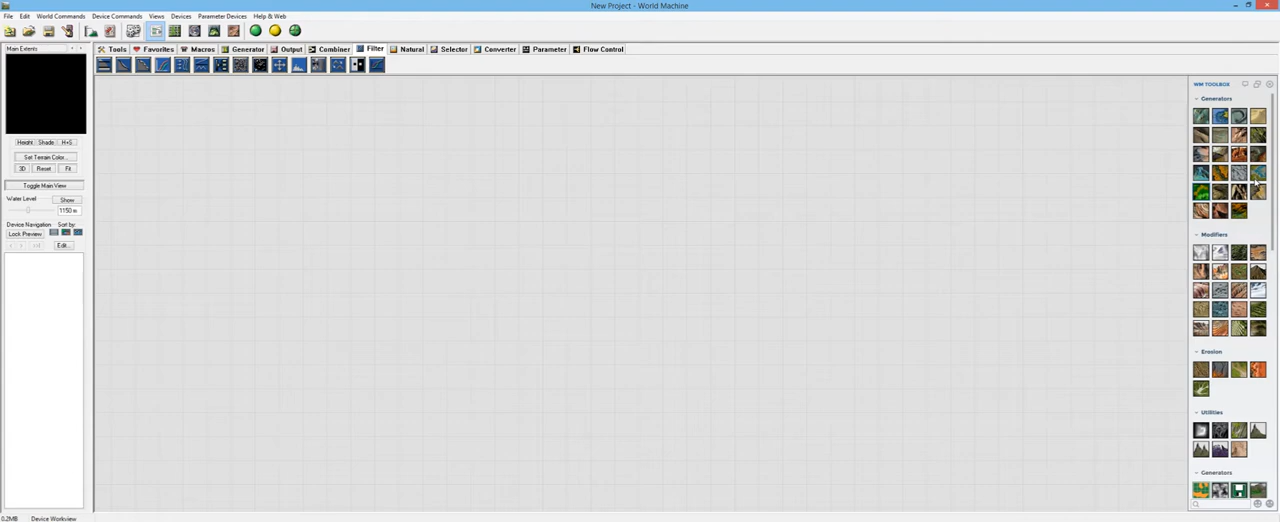 New Project - World Machine
File Edit World Commands Device Commands Views Devices Parameter Devices Help & Web
Main Extents
Tools Favorites Macros Generator Output Combiner Filter Natural Selector Converter Parameter Flow Control
WM TOOLBOX
Generators
Height Shade H+S
Set Terrain Color...
3D Reset Fit
Toggle Main View
Water Level Show
1150 m
Device Navigation Sort by:
Lock Preview
Edit...
Modifiers
Erosion
Utilities
Generators
0.2MB Device Workview